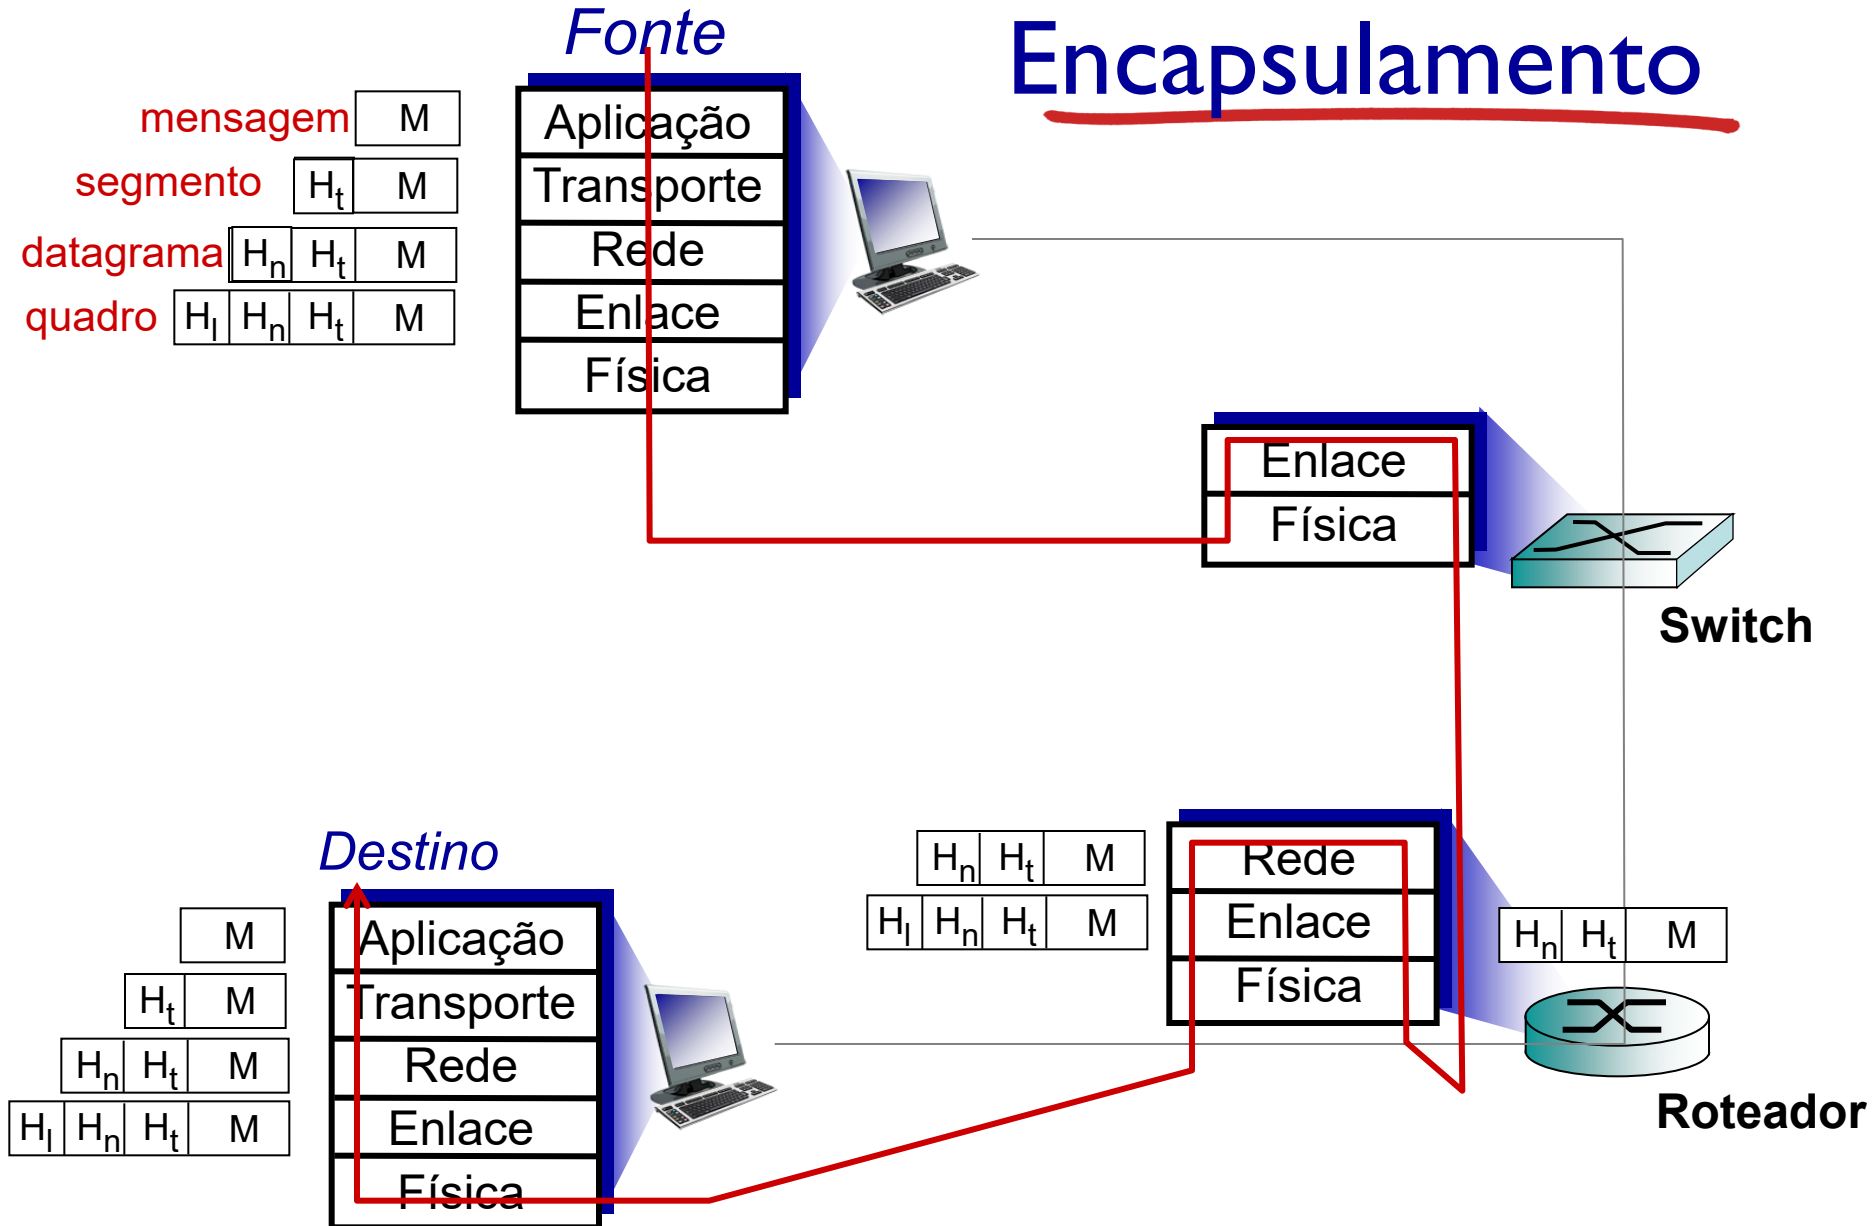 Fonte
Encapsulamento
mensagem M
segmento Ht M
datagrama Hn Ht M
quadro Hl Hn Ht M
Aplicação
Transporte
Rede
Enlace
Física
Enlace
Física
Switch
Destino
M
Ht M
Hn Ht M
Hl Hn Ht M
Aplicação
Transporte
Rede
Enlace
Física
Hn Ht M
Hl Hn Ht M
Rede
Enlace
Física
Hn Ht M
Roteador